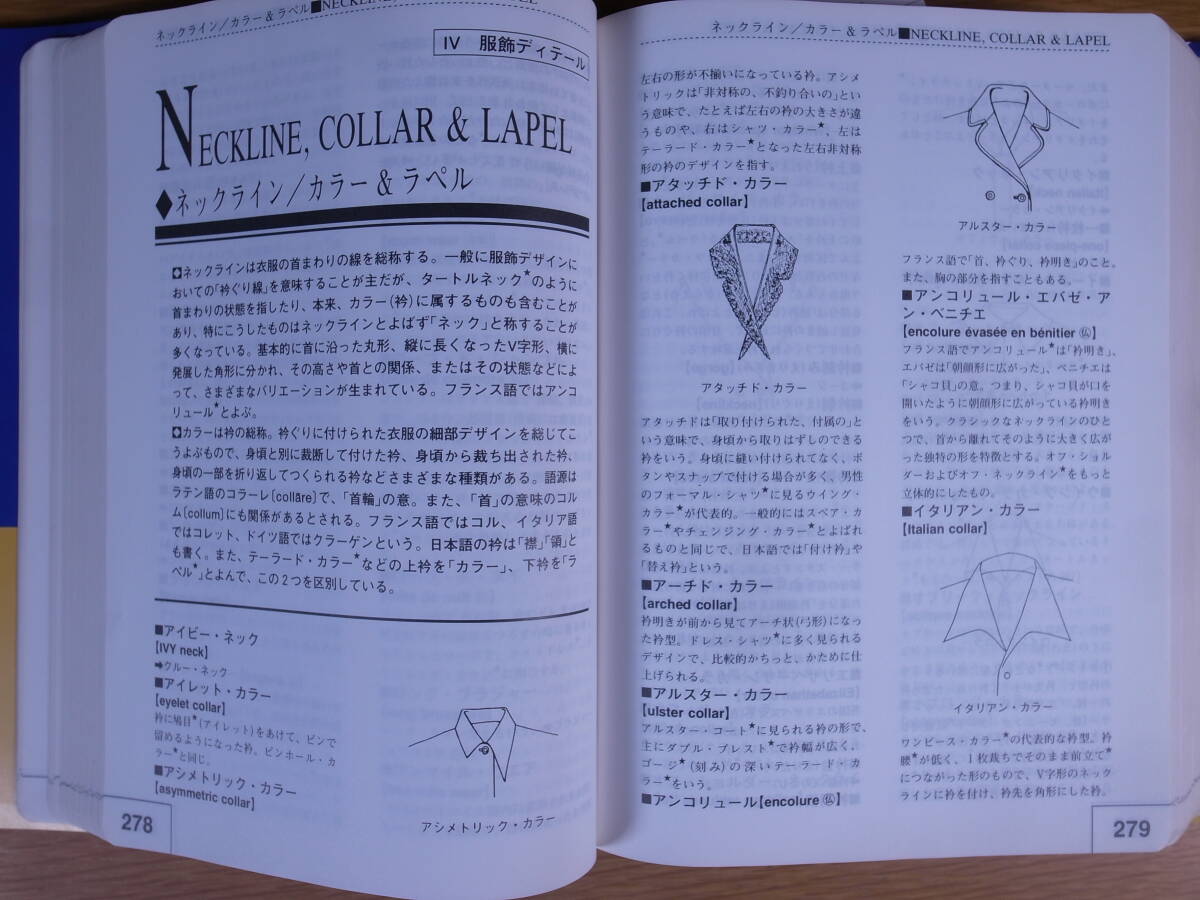 ネックライン／カラー＆ラペル■NECKLINE,
IV 服飾ディテール
NECKLINE, COLLAR & LAPEL
◆ネックライン／カラー＆ラペル
ネックラインは衣服の首まわりの線を総称する。一般に服飾デザインに
おいての「衿ぐり線」を意味することが主だが、タートルネック★のように
首まわりの状態を指したり、本来、カラー（衿）に属するものも含むことが
あり、特にこうしたものはネックラインとよばず「ネック」と称することが
多くなっている。基本的に首に沿った丸形、縦に長くなったV字形、横に
発展した角形に分かれ、その高さや首との関係、またはその状態などによ
って、さまざまなバリエーションが生まれている。フランス語ではアンコ
リュール★とよぶ。
カラーは衿の総称。衿ぐりに付けられた衣服の細部デザインを総じてこ
うよぶもので、身頃と別に裁断して付けた衿、身頃から裁ち出された衿、
身頃の一部を折り返してつくられる衿などさまざまな種類がある。語源は
ラテン語のコラーレ［collāre］で、「首輪」の意。また、「首」の意味のコル
ム［collum］にも関係があるとされる。フランス語ではコル、イタリア語
ではコレット、ドイツ語ではクラーゲンという。日本語の衿は「襟」「領」と
も書く。また、テーラード・カラー★などの上衿を「カラー」、下衿を「ラ
ペル★」とよんで、この2つを区別している。
■アイビー・ネック
【IVY neck】
➡クルー・ネック
■アイレット・カラー
【eyelet collar】
衿に鳩目★（アイレット）をあけて、ピンで
留めるようになった衿。ピンホール・カ
ラー★と同じ。
■アシメトリック・カラー
【asymmetric collar】
アシメトリック・カラー
278
ネックライン／カラー＆ラペル■NECKLINE, COLLAR & LAPEL
左右の形が不揃いになっている衿。アシメ
トリックは「非対称の、不釣り合いの」とい
う意味で、たとえば左右の衿の大きさが違
うものや、右はシャツ・カラー★、左は
テーラード・カラー★となった左右非対称
形の衿のデザインを指す。
■アタッチド・カラー
【attached collar】
アタッチド・カラー
アタッチドは「取り付けられた、付属の」と
いう意味で、身頃から取りはずしのできる
衿をいう。身頃に縫い付けられてなく、ボ
タンやスナップで付ける場合が多く、男性
のフォーマル・シャツ★に見るウイング・
カラー★が代表的。一般的にはスペア・カ
ラー★やチェンジング・カラー★とよばれ
るものと同じで、日本語では「付け衿」や
「替え衿」という。
■アーチド・カラー
【arched collar】
衿明きが前から見てアーチ状（弓形）になっ
た衿型。ドレス・シャツ★に多く見られる
デザインで、比較的かちっと、かために仕
上げられる。
■アルスター・カラー
【ulster collar】
アルスター・コート★に見られる衿の形で、
主にダブル・ブレスト★で衿幅が広く、
ゴージ★（刻み）の深いテーラード・カ
ラー★をいう。
■アンコリュール【encolure 仏】
アルスター・カラー
フランス語で「首、衿ぐり、衿明き」のこと。
また、胸の部分を指すこともある。
■アンコリュール・エバゼ・ア
ン・ベニチエ
【encolure évasée en bénitier 仏】
フランス語でアンコリュール★は「衿明き」、
エバゼは「朝顔形に広がった」、ベニチエは
「シャコ貝」の意。つまり、シャコ貝が口を
開いたように朝顔形に広がっている衿明き
をいう。クラシックなネックラインのひと
つで、首から離れてそのように大きく広が
った独特の形を特徴とする。オフ・ショル
ダーおよびオフ・ネックライン★をもっと
立体的にしたもの。
■イタリアン・カラー
【Italian collar】
イタリアン・カラー
ワンピース・カラー★の代表的な衿型。衿
腰★が低く、1枚裁ちでそのまま前立て★
につながった形のもので、V字形のネック
ラインに衿を付け、衿先を角形にした衿。
279